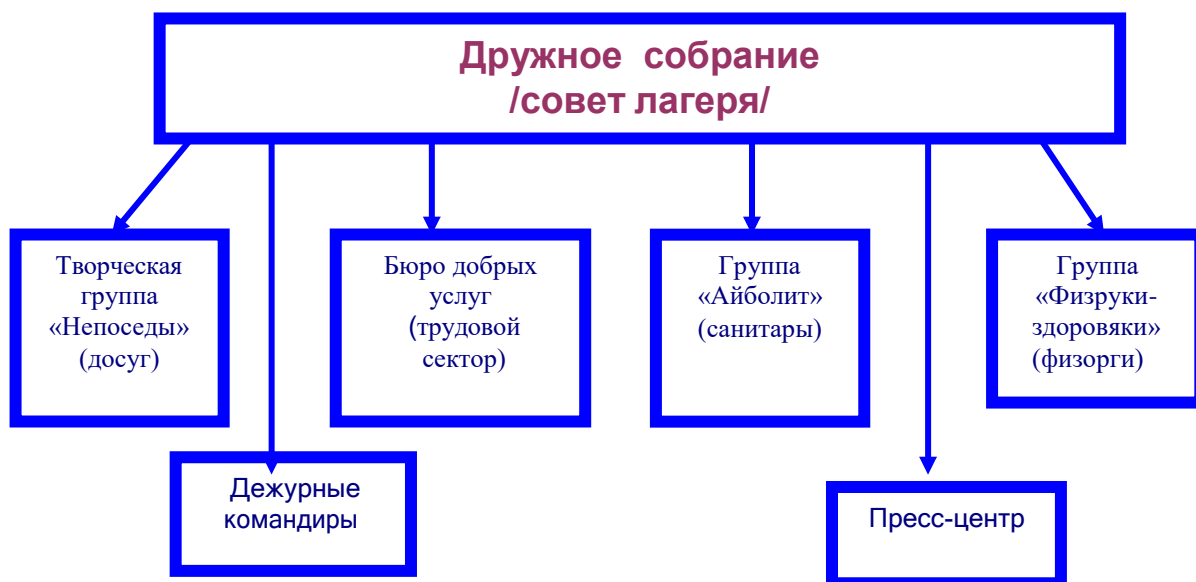 Дружное собрание
/совет лагеря/
Творческая
группа
«Непоседы»
(досуг)
Бюро добрых
услуг
(трудовой
сектор)
Группа
«Айболит»
(санитары)
Группа
«Физруки-
здоровяки»
(физорги)
Дежурные
командиры
Пресс-центр